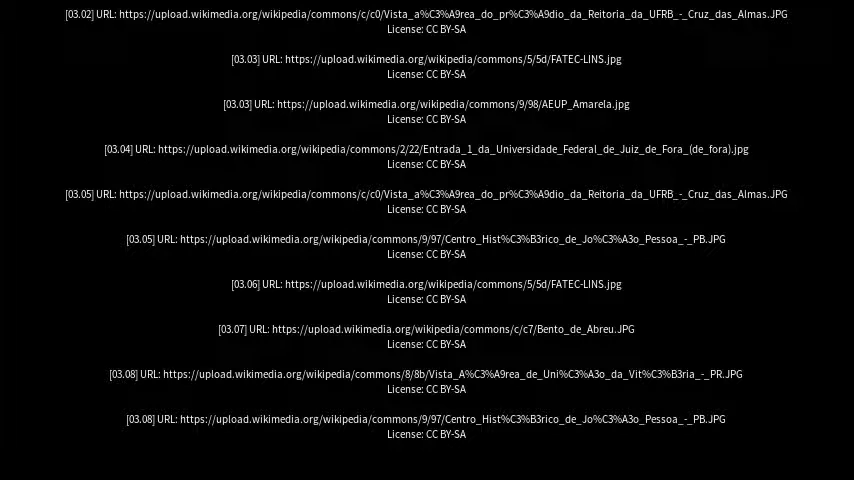 [03.02] URL: https://upload.wikimedia.org/wikipedia/commons/c/c0/Vista_a%C3%A9rea_do_pr%C3%A9dio_da_Reitoria_da_UFRB_-_Cruz_das_Almas.JPG
License: CC BY-SA
[03.03] URL: https://upload.wikimedia.org/wikipedia/commons/5/5d/FATEC-LINS.jpg
License: CC BY-SA
[03.03] URL: https://upload.wikimedia.org/wikipedia/commons/9/98/AEUP_Amarela.jpg
License: CC BY-SA
[03.04] URL: https://upload.wikimedia.org/wikipedia/commons/2/22/Entrada_1_da_Universidade_Federal_de_Juiz_de_Fora_(de_fora).jpg
License: CC BY-SA
[03.05] URL: https://upload.wikimedia.org/wikipedia/commons/c/c0/Vista_a%C3%A9rea_do_pr%C3%A9dio_da_Reitoria_da_UFRB_-_Cruz_das_Almas.JPG
License: CC BY-SA
[03.05] URL: https://upload.wikimedia.org/wikipedia/commons/9/97/Centro_Hist%C3%B3rico_de_Jo%C3%A3o_Pessoa_-_PB.JPG
License: CC BY-SA
[03.06] URL: https://upload.wikimedia.org/wikipedia/commons/5/5d/FATEC-LINS.jpg
License: CC BY-SA
[03.07] URL: https://upload.wikimedia.org/wikipedia/commons/c/c7/Bento_de_Abreu.JPG
License: CC BY-SA
[03.08] URL: https://upload.wikimedia.org/wikipedia/commons/8/8b/Vista_A%C3%A9rea_de_Uni%C3%A3o_da_Vit%C3%B3ria_-_PR.JPG
License: CC BY-SA
[03.08] URL: https://upload.wikimedia.org/wikipedia/commons/9/97/Centro_Hist%C3%B3rico_de_Jo%C3%A3o_Pessoa_-_PB.JPG
License: CC BY-SA